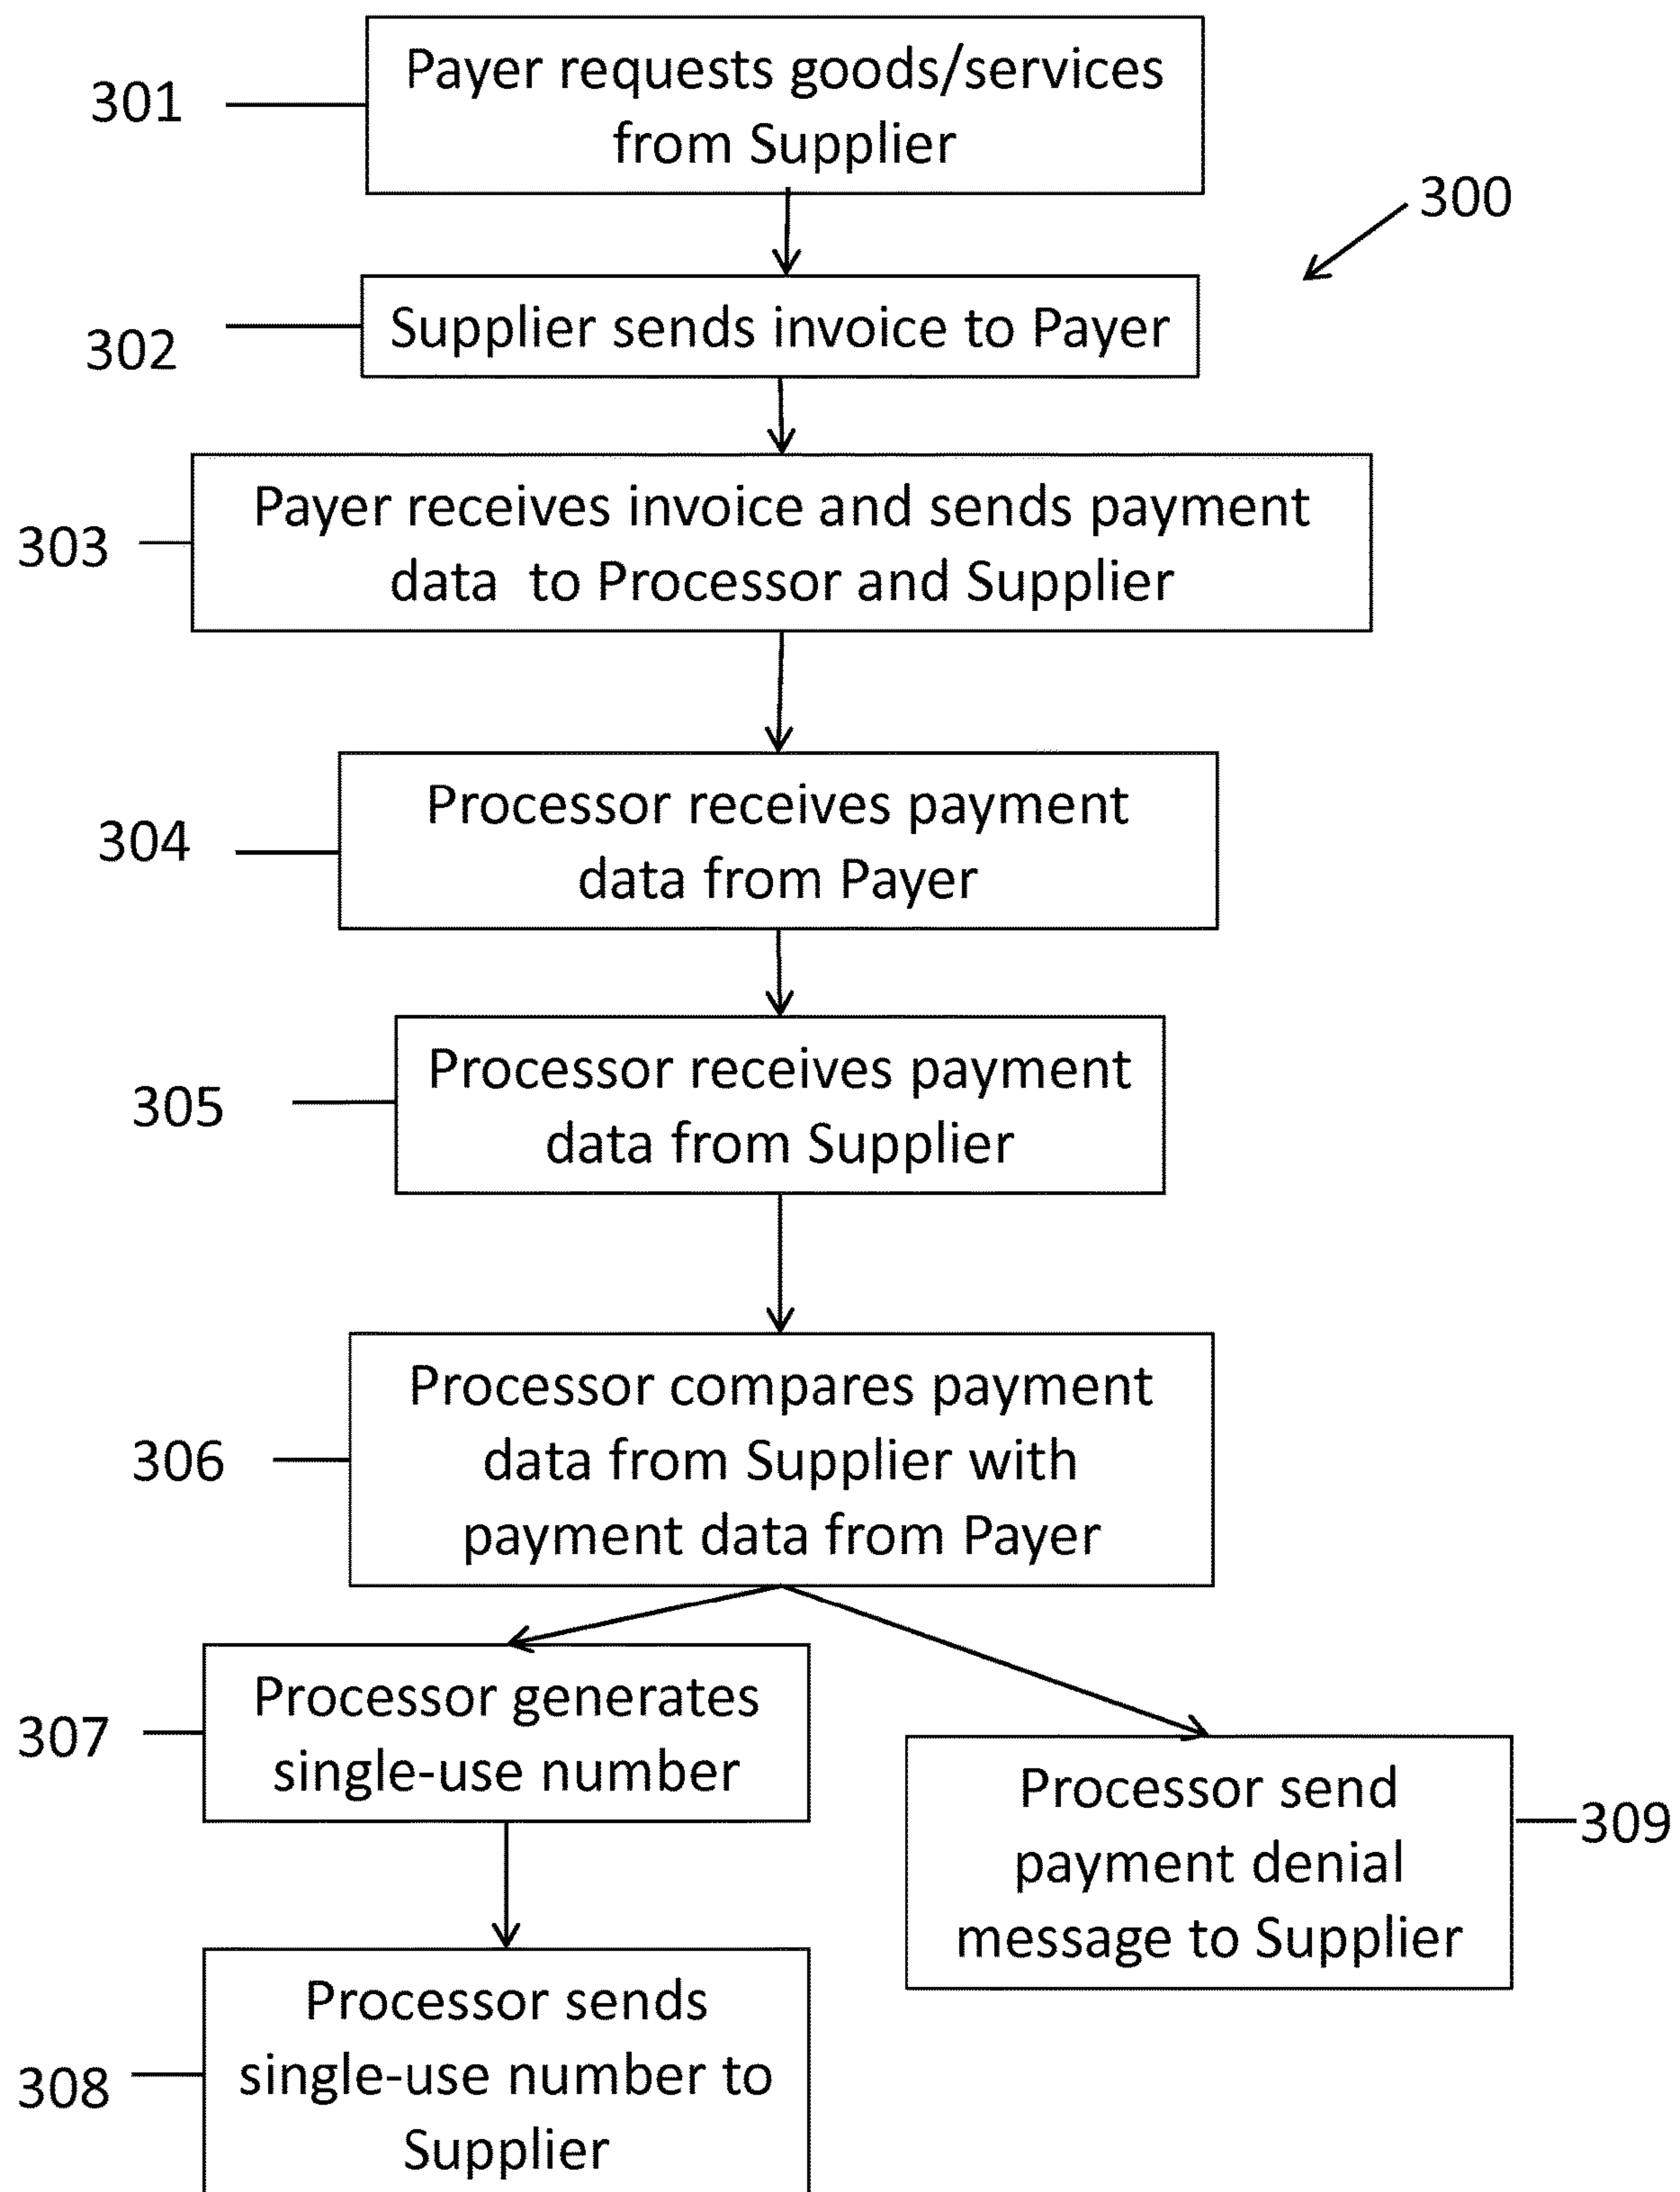 Payer requests goods/services
from Supplier
301
300
Supplier sends invoice to Payer
302
Payer receives invoice and sends payment
data to Processor and Supplier
303
Processor receives payment
data from Payer
304
Processor receives payment
data from Supplier
305
Processor compares payment
data from Supplier with
payment data from Payer
306
Processor generates
single-use number
307
Processor send
payment denial
message to Supplier
309
Processor sends
single-use number to
Supplier
308